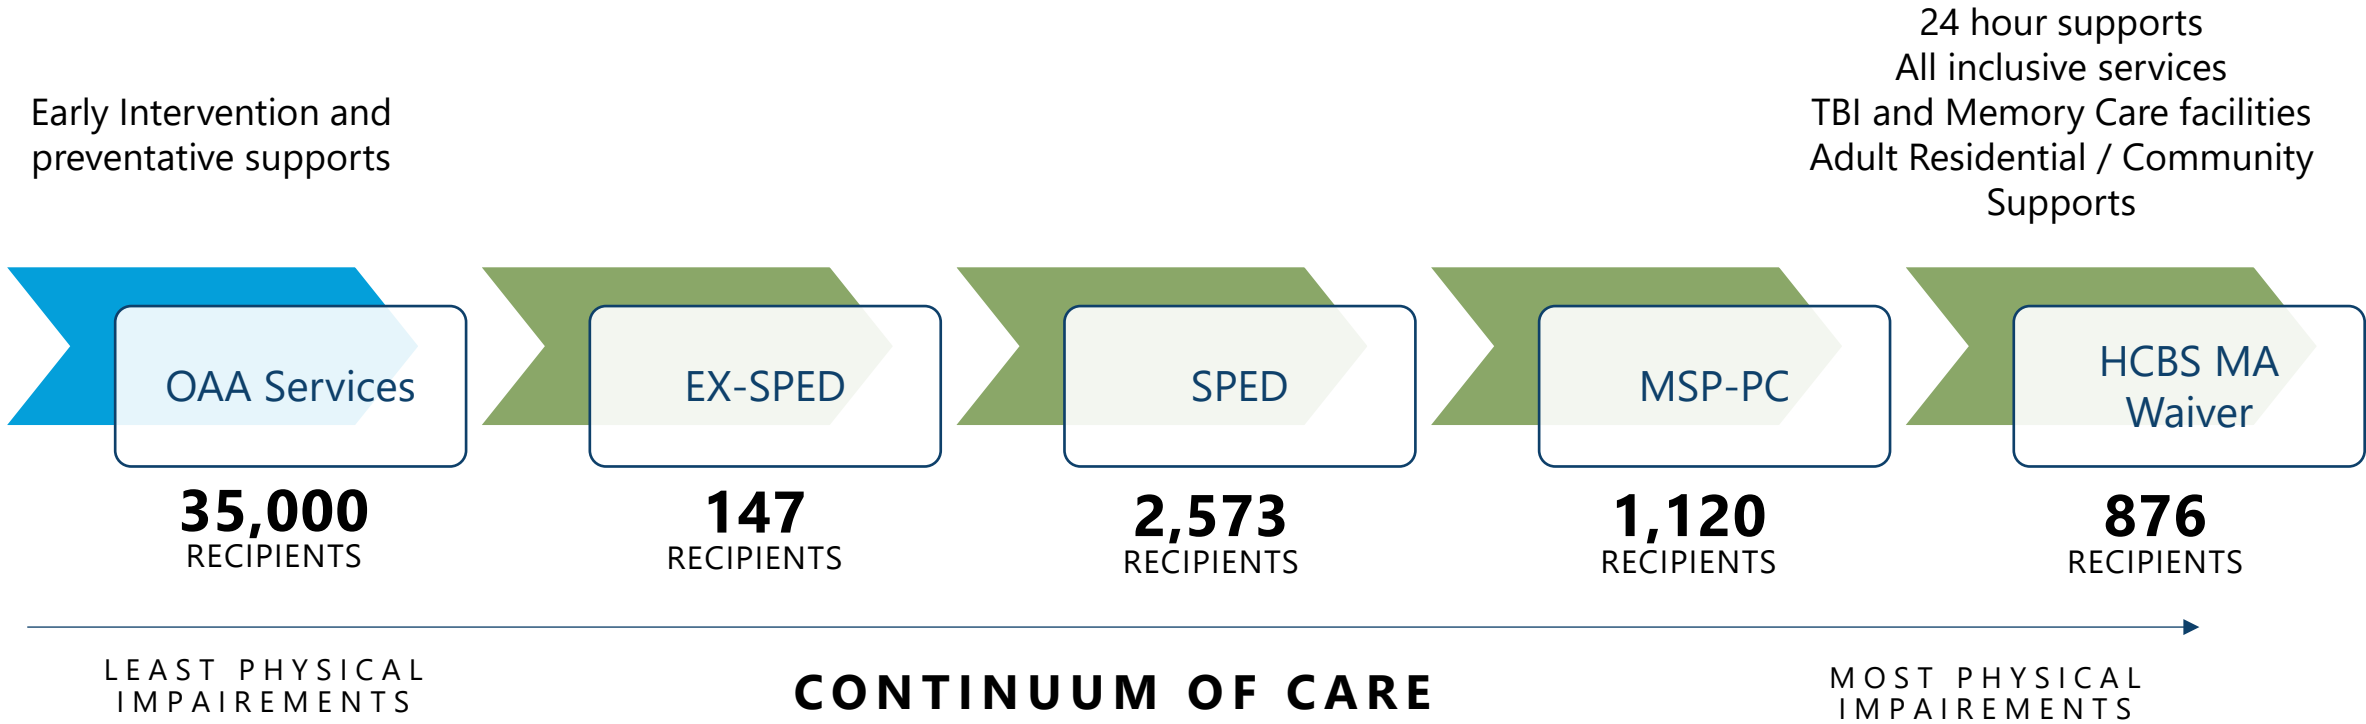 24 hour supports
All inclusive services
TBI and Memory Care facilities
Adult Residential / Community
Supports
Early Intervention and
preventative supports
OAA Services
EX-SPED
SPED
MSP-PC
HCBS MA
Waiver
35,000
RECIPIENTS
147
RECIPIENTS
2,573
RECIPIENTS
1,120
RECIPIENTS
876
RECIPIENTS
LEAST PHYSICAL
IMPAIREMENTS
CONTINUUM OF CARE
MOST PHYSICAL
IMPAIREMENTS